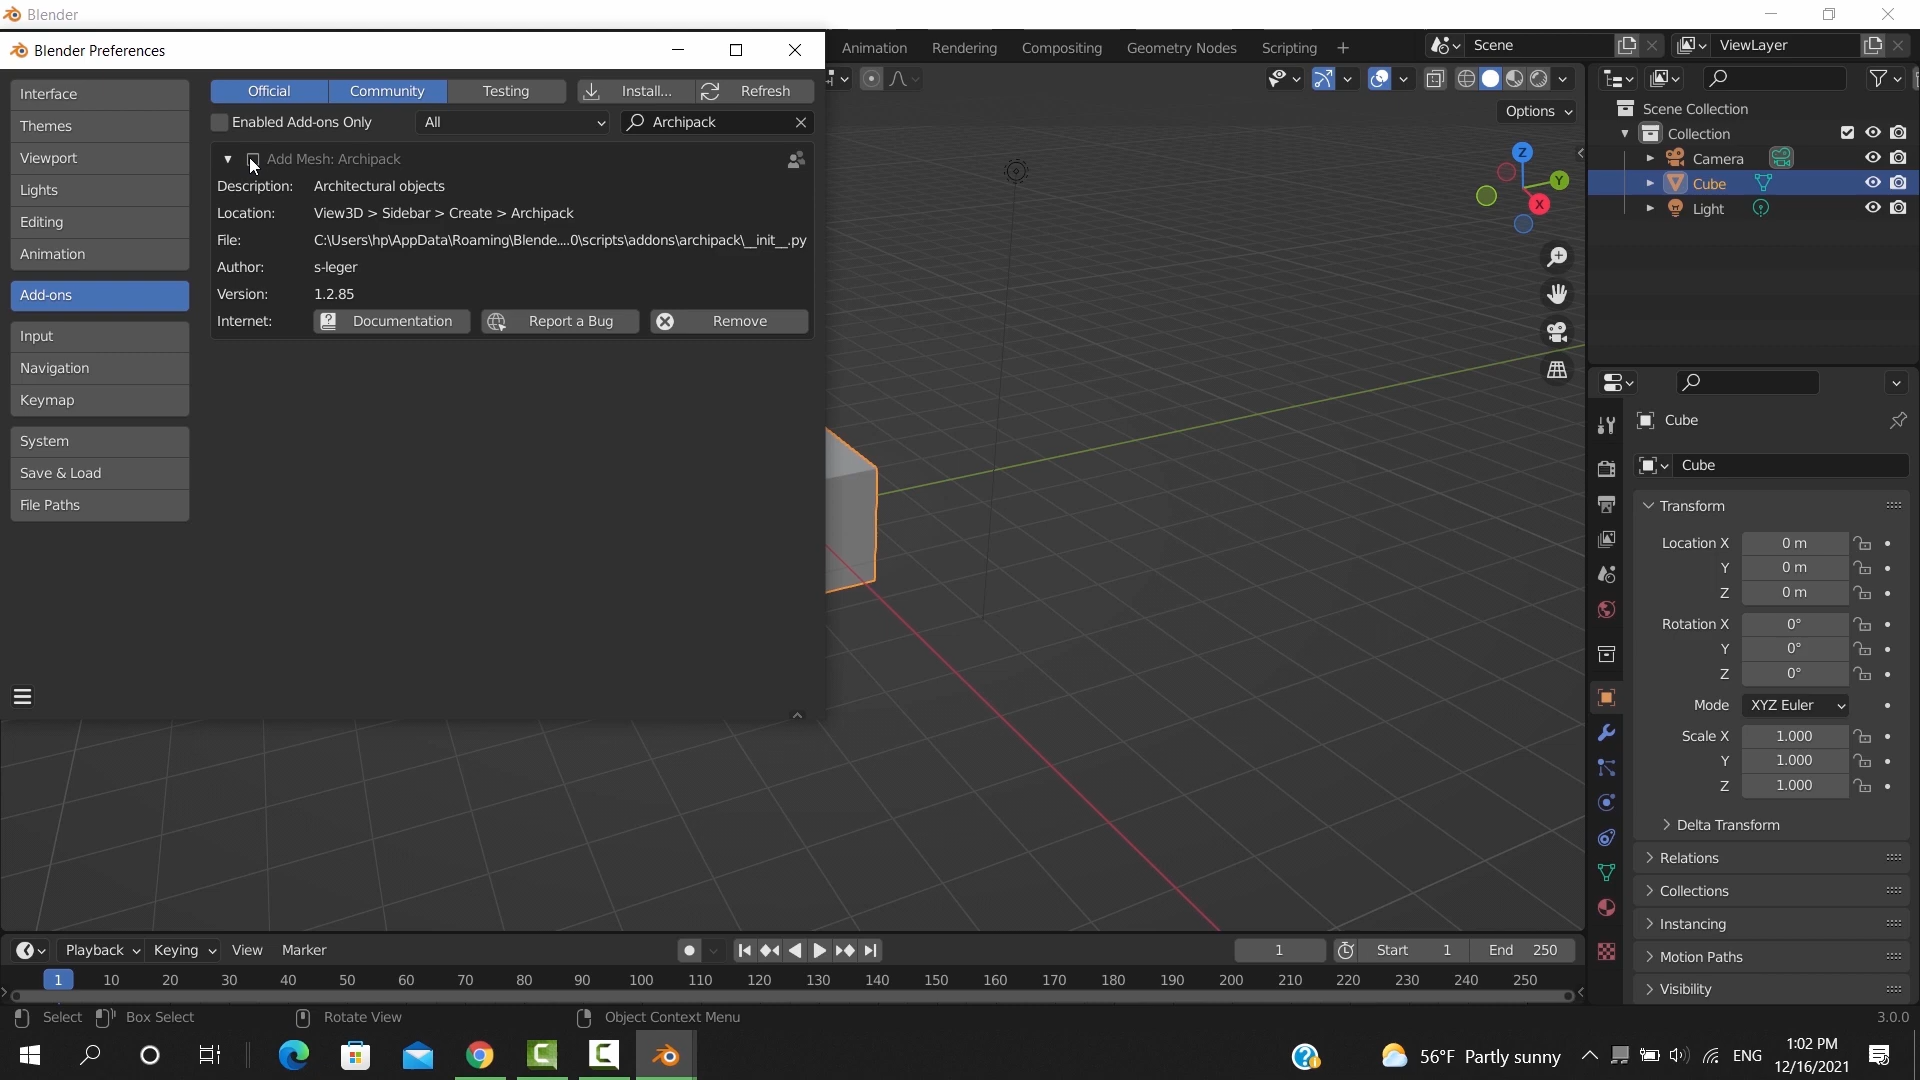 Blender
Blender Preferences
Animation Rendering Compositing Geometry Nodes Scripting + Scene ViewLayer
Options
Z
Y
X
Interface
Themes
Viewport
Lights
Editing
Animation
Add-ons
Input
Navigation
Keymap
System
Save & Load
File Paths
Official Community Testing Install... Refresh
Enabled Add-ons Only All Archipack
Add Mesh: Archipack
Description: Architectural objects
Location: View3D > Sidebar > Create > Archipack
File: C:\Users\hp\AppData\Roaming\Blende....0\scripts\addons\archipack\__init__.py
Author: s-leger
Version: 1.2.85
Internet: Documentation Report a Bug Remove
Scene Collection
Collection
Camera
Cube
Light
Cube
Cube
Transform
Location X 0 m
Y 0 m
Z 0 m
Rotation X 0°
Y 0°
Z 0°
Mode XYZ Euler
Scale X 1.000
Y 1.000
Z 1.000
Delta Transform
Relations
Collections
Instancing
Motion Paths
Visibility
Playback Keying View Marker 1 Start 1 End 250
1 10 20 30 40 50 60 70 80 90 100 110 120 130 140 150 160 170 180 190 200 210 220 230 240 250
Select Box Select Rotate View Object Context Menu 3.0.0
56°F Partly sunny ENG 1:02 PM
12/16/2021